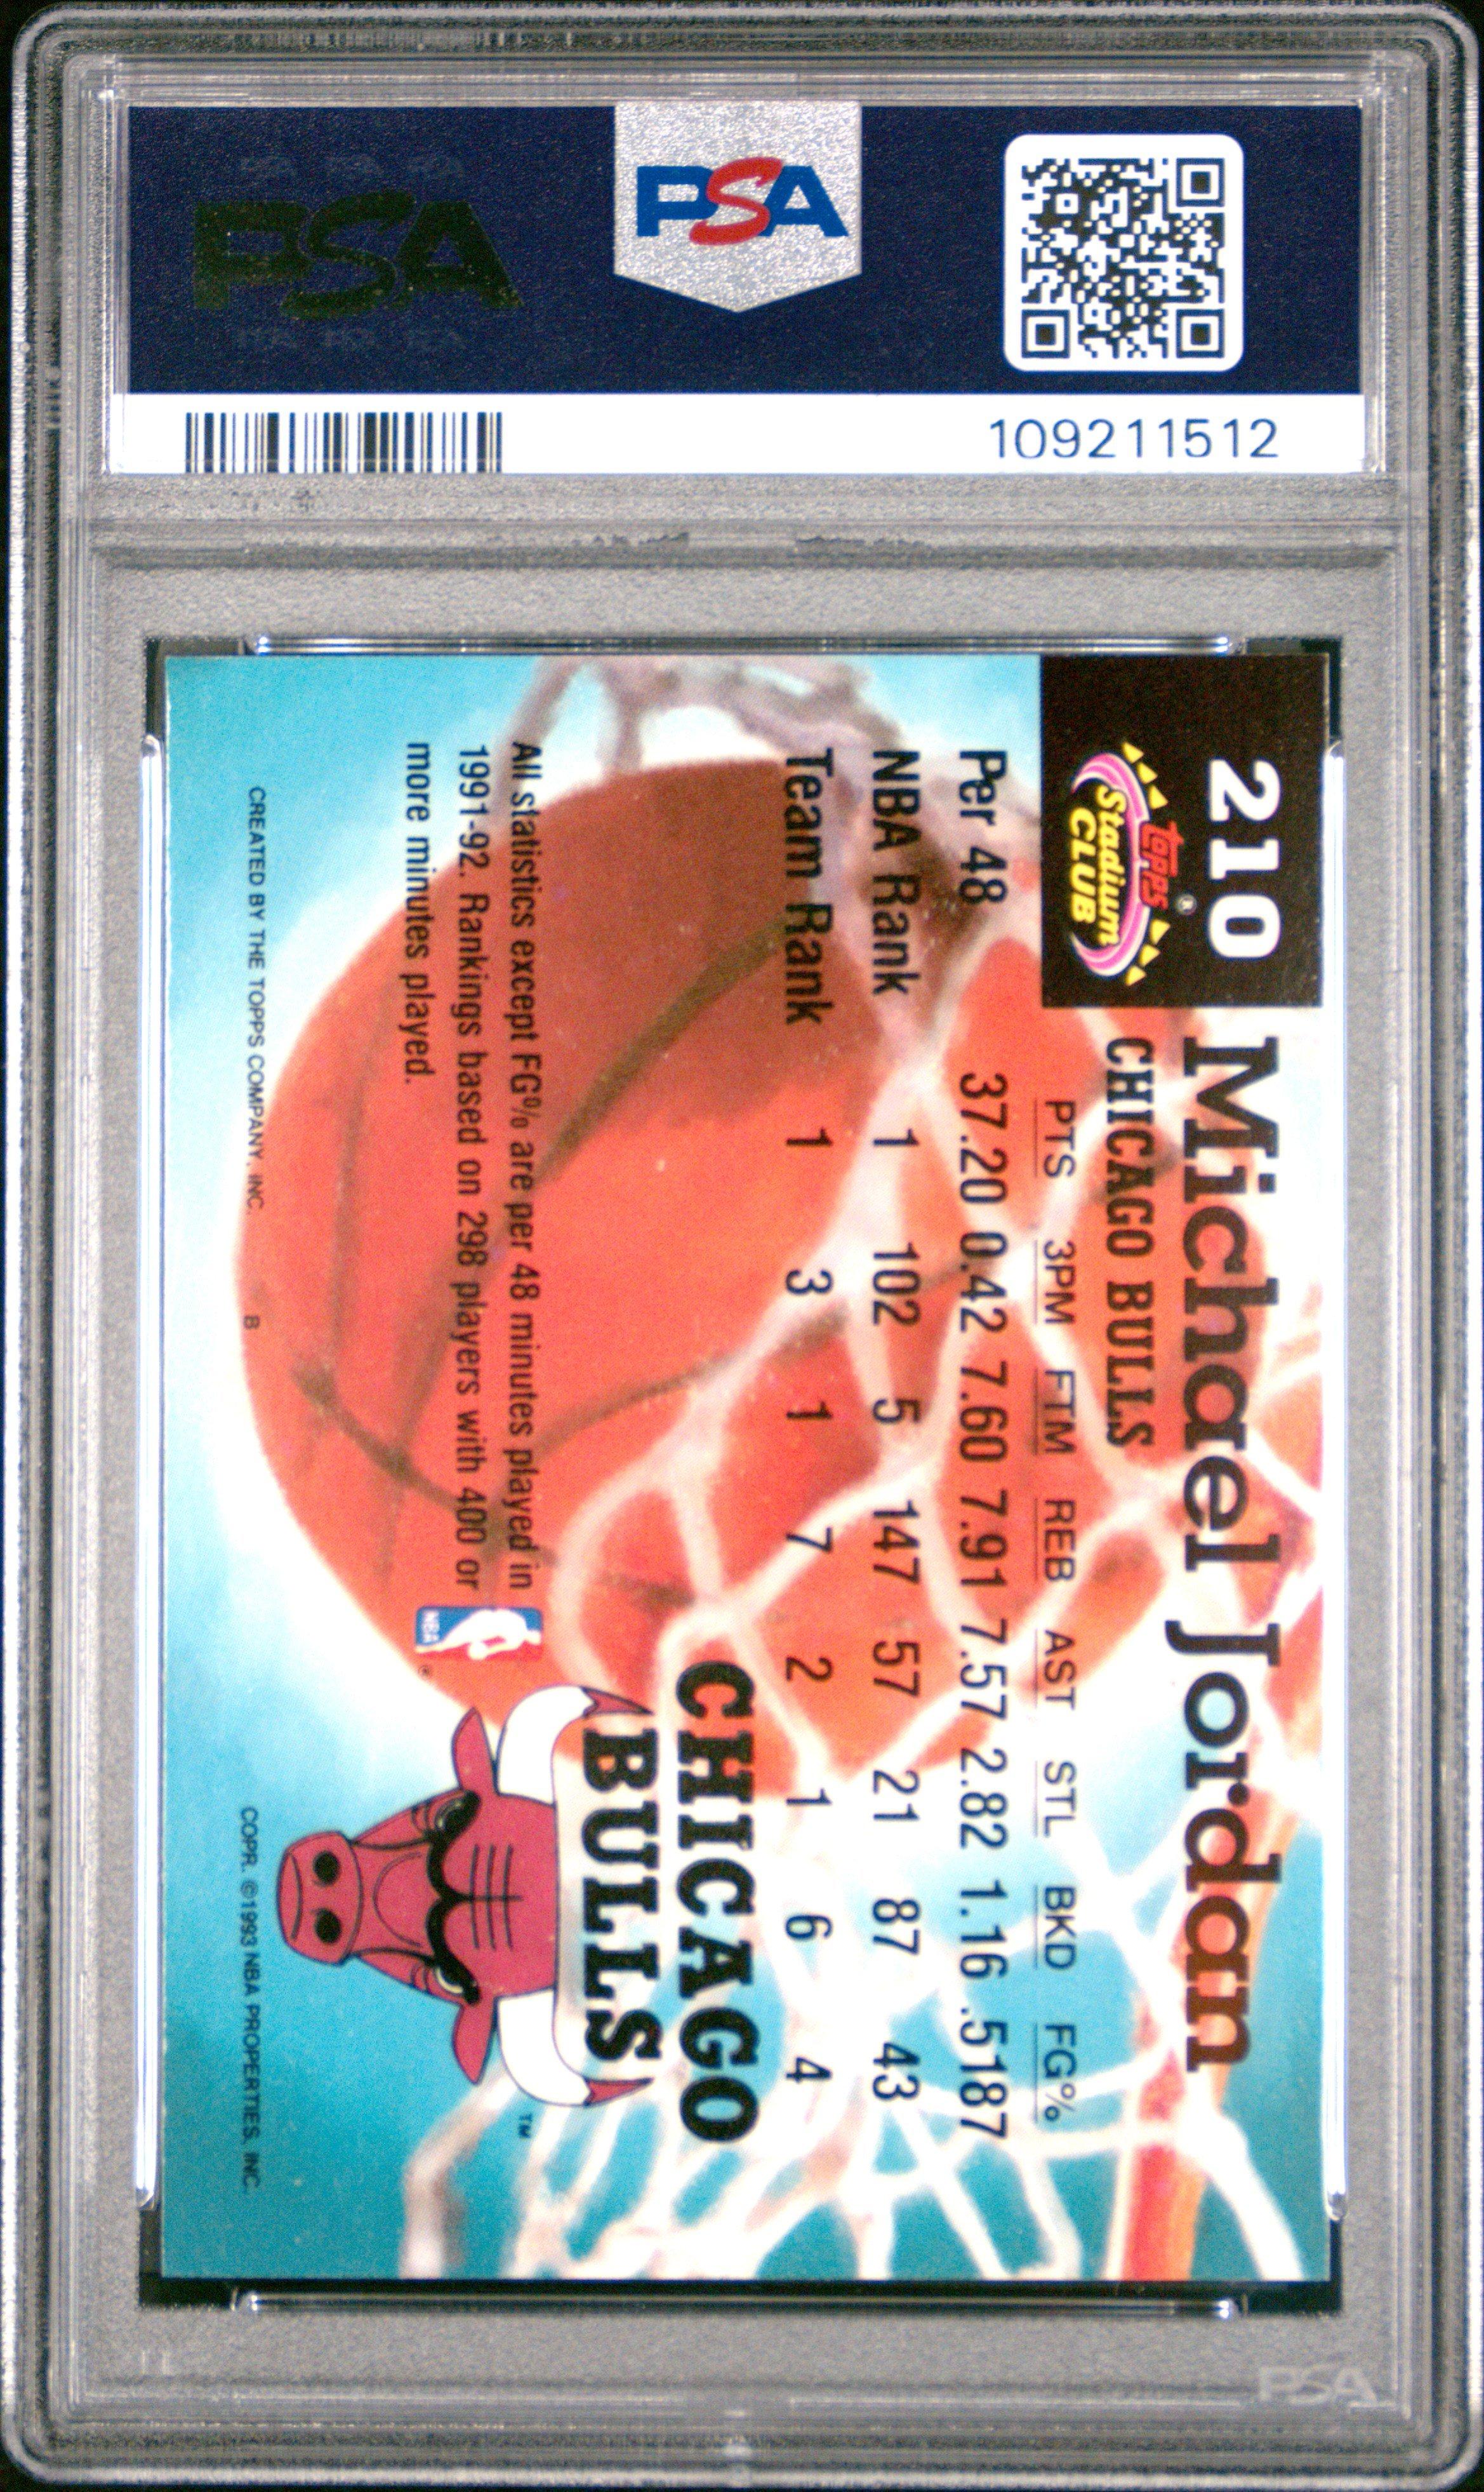 PSA
PSA
109211512
210
Topps®
Stadium
CLUB
Michael Jordan
CHICAGO BULLS
PTS 3PM FTM REB AST STL BKD FG%
Per 48 37.20 0.42 7.60 7.91 7.57 2.82 1.16 .5187
NBA Rank 1 102 5 147 57 21 87 43
Team Rank 1 3 1 7 2 1 6 4
CHICAGO
BULLS
TM
All statistics except FG% are per 48 minutes played in
1991-92. Rankings based on 298 players with 400 or
more minutes played.
NBA
®
CREATED BY THE TOPPS COMPANY, INC. B COPR. ©1993 NBA PROPERTIES, INC.
PSA